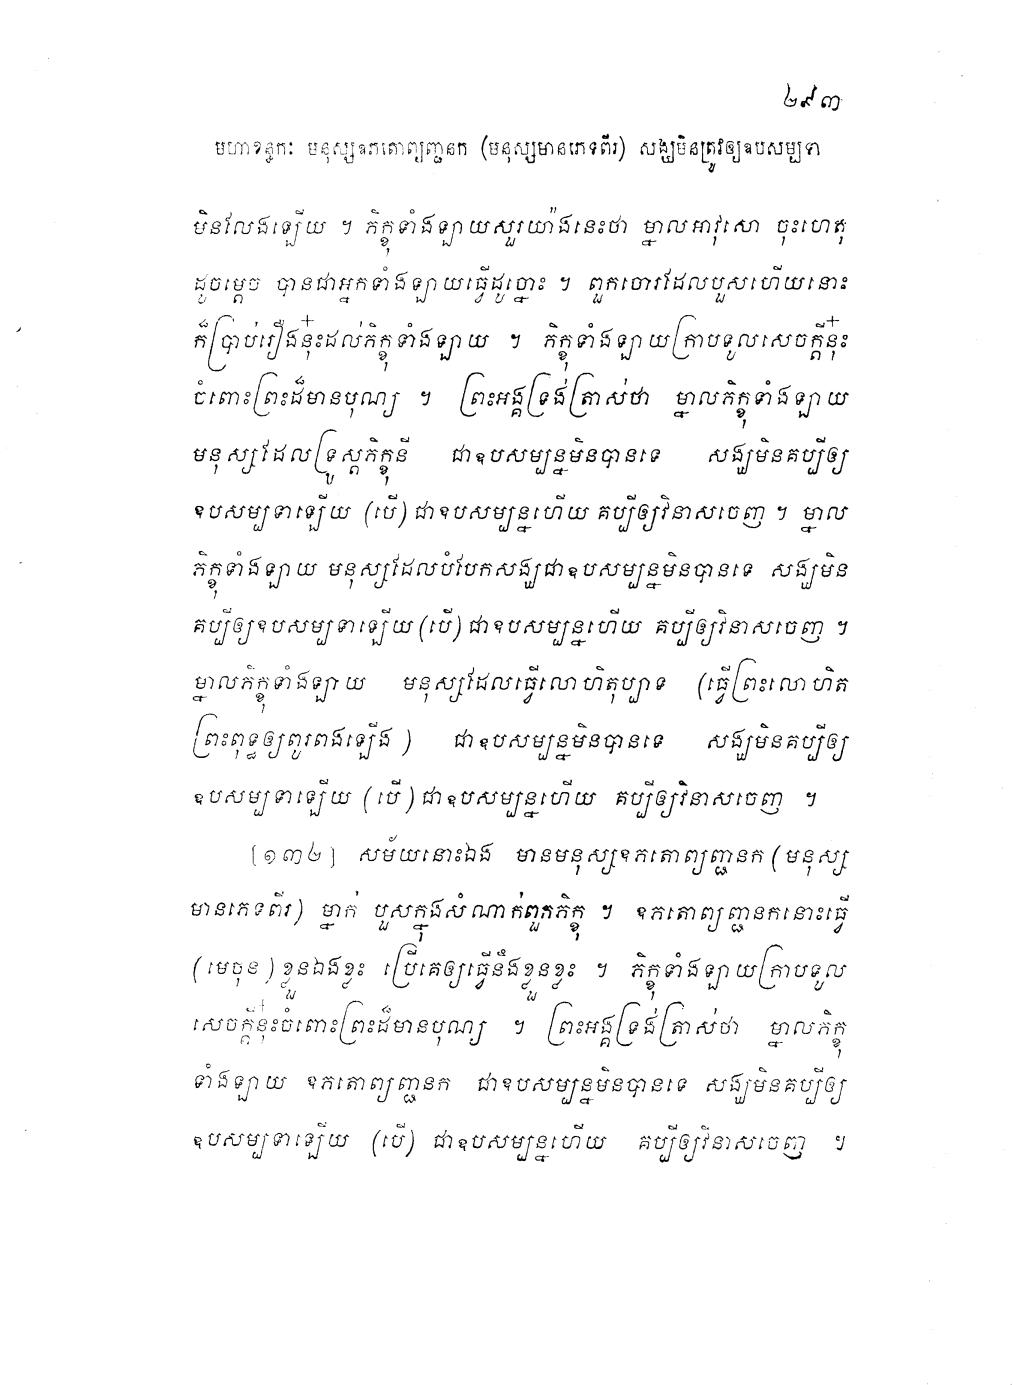 ២៩៣
មហាខន្ធកៈ មនុស្សឧភតោព្យញ្ជនក (មនុស្សមានភេទពីរ) សង្ឃមិនត្រូវឲ្យឧបសម្បទា
មិនលែងឡើយ ។ ភិក្ខុទាំងឡាយសួរយ៉ាងនេះថា ម្នាលអាវុសោ ចុះហេតុ
ដូចម្តេច បានជាអ្នកទាំងឡាយធ្វើដូច្នោះ ។ ពួកចោរដែលបួសហើយនោះ
ក៏ប្រាប់រឿងនុ៎ះដល់ភិក្ខុទាំងឡាយ ។ ភិក្ខុទាំងឡាយក្រាបទូលសេចក្តីនុ៎ះ
ចំពោះព្រះដ៏មានបុណ្យ ។ ព្រះអង្គទ្រង់ត្រាស់ថា ម្នាលភិក្ខុទាំងឡាយ
មនុស្សដែលទ្រុស្តភិក្ខុនី ជាឧបសម្បន្នមិនបានទេ សង្ឃមិនគប្បីឲ្យ
ឧបសម្បទាឡើយ (បើ) ជាឧបសម្បន្នហើយ គប្បីឲ្យវិនាសចេញ ។ ម្នាល
ភិក្ខុទាំងឡាយ មនុស្សដែលបំបែកសង្ឃជាឧបសម្បន្នមិនបានទេ សង្ឃមិន
គប្បីឲ្យឧបសម្បទាឡើយ (បើ) ជាឧបសម្បន្នហើយ គប្បីឲ្យវិនាសចេញ ។
ម្នាលភិក្ខុទាំងឡាយ មនុស្សដែលធ្វើលោហិតុប្បាទ (ធ្វើព្រះលោហិត
ព្រះពុទ្ធឲ្យពួរពងឡើង) ជាឧបសម្បន្នមិនបានទេ សង្ឃមិនគប្បីឲ្យ
ឧបសម្បទាឡើយ (បើ) ជាឧបសម្បន្នហើយ គប្បីឲ្យវិនាសចេញ ។
[១៣២] សម័យនោះឯង មានមនុស្សឧភតោព្យញ្ជនក (មនុស្ស
មានភេទពីរ) ម្នាក់ បួសក្នុងសំណាក់ពួកភិក្ខុ ។ ឧភតោព្យញ្ជនកនោះធ្វើ
(មេថុន) ខ្លួនឯងខ្លះ ប្រើគេឲ្យធ្វើនឹងខ្លួនខ្លះ ។ ភិក្ខុទាំងឡាយក្រាបទូល
សេចក្តីនុ៎ះចំពោះព្រះដ៏មានបុណ្យ ។ ព្រះអង្គទ្រង់ត្រាស់ថា ម្នាលភិក្ខុ
ទាំងឡាយ ឧភតោព្យញ្ជនក ជាឧបសម្បន្នមិនបានទេ សង្ឃមិនគប្បីឲ្យ
ឧបសម្បទាឡើយ (បើ) ជាឧបសម្បន្នហើយ គប្បីឲ្យវិនាសចេញ ។